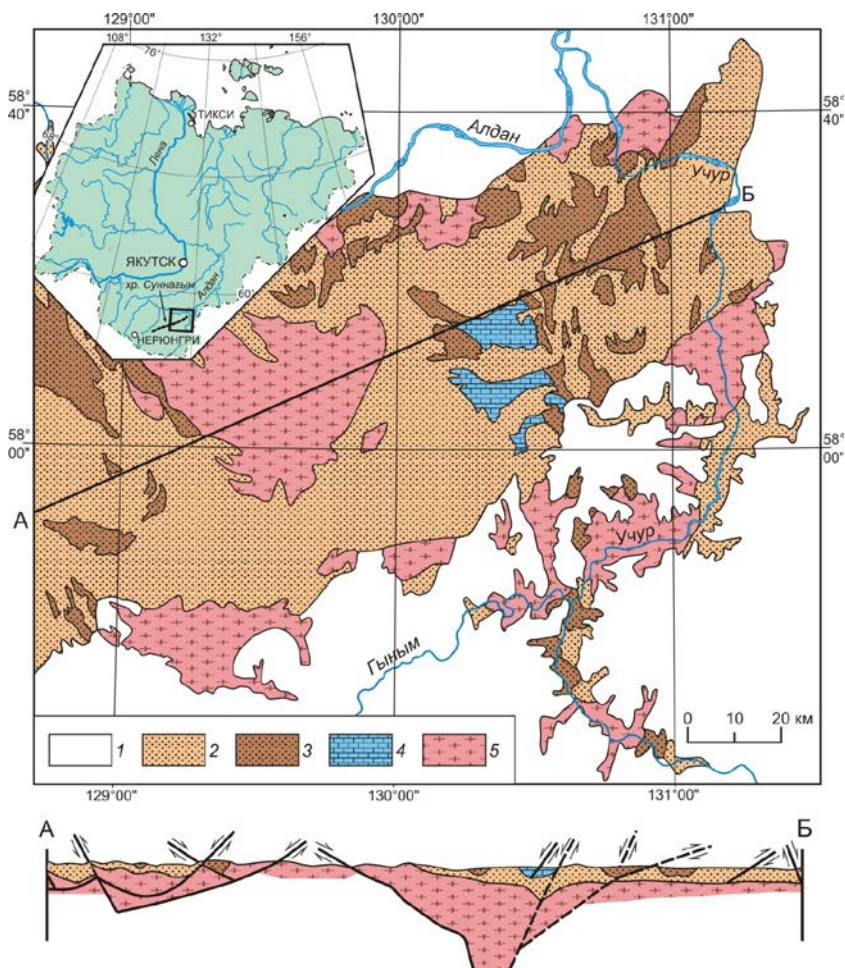 129°00"
130°00"
131°00"
108°
132°
156°
76°
58°
40"
58°
40"
64°
ТИКСИ
Лена
Алдан
Учур
Б
ЯКУТСК
хр. Суннагын
Алдан
60°
НЕРЮНГРИ
58°
00"
58°
00"
А
Учур
Гыным
0 10 20 км
1 2 3 4 5
129°00"
130°00"
131°00"
А
Б